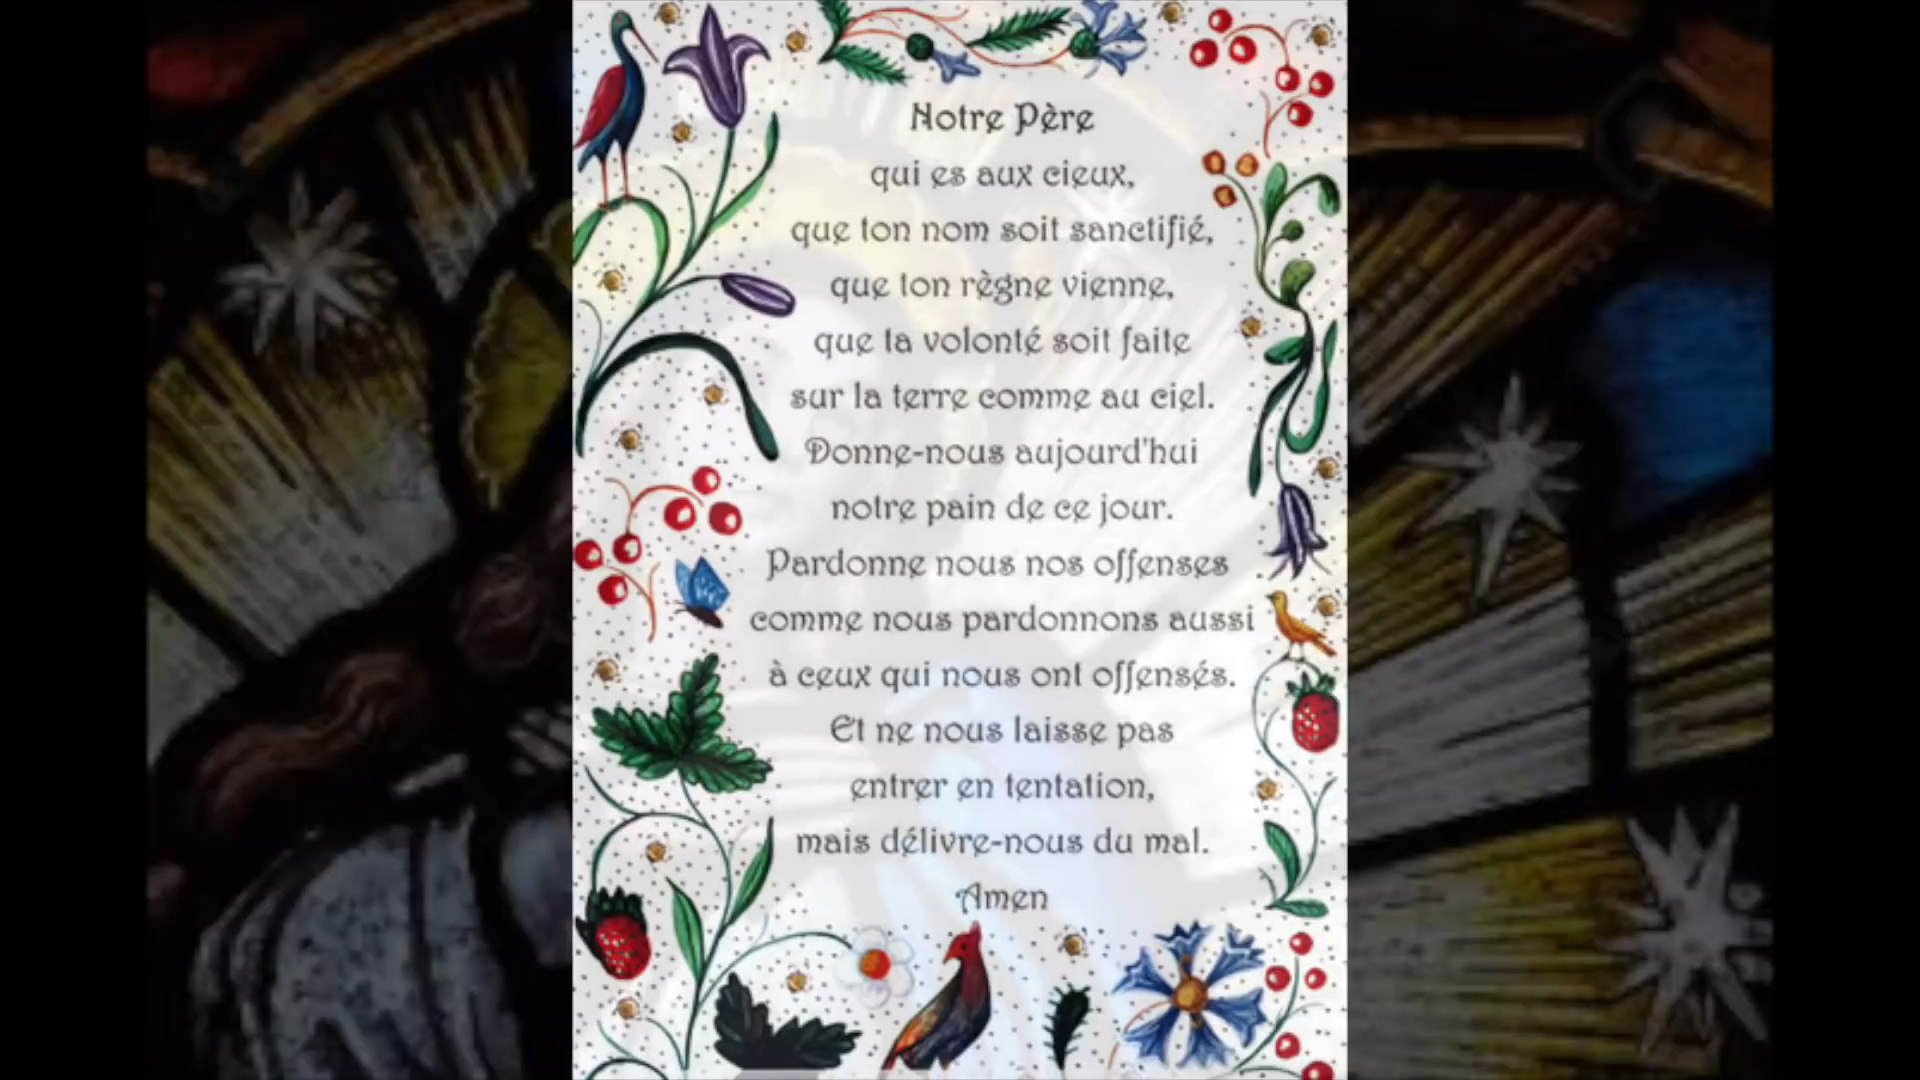 Notre Père
qui es aux cieux,
que ton nom soit sanctifié,
que ton règne vienne,
que ta volonté soit faite
sur la terre comme au ciel.
Donne-nous aujourd'hui
notre pain de ce jour.
Pardonne nous nos offenses
comme nous pardonnons aussi
à ceux qui nous ont offensés.
Et ne nous laisse pas
entrer en tentation,
mais délivre-nous du mal.
Amen